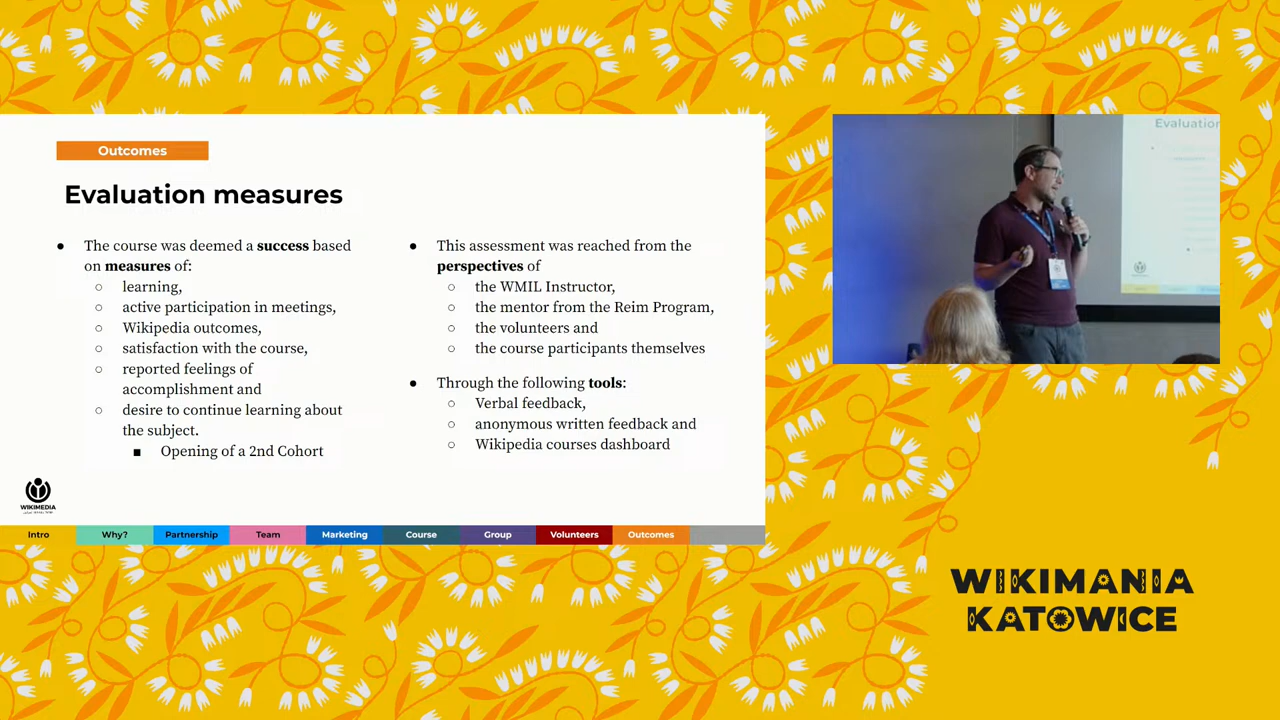 Outcomes
Evaluation measures
● The course was deemed a success based
on measures of:
○ learning,
○ active participation in meetings,
○ Wikipedia outcomes,
○ satisfaction with the course,
○ reported feelings of
accomplishment and
○ desire to continue learning about
the subject.
■ Opening of a 2nd Cohort
● This assessment was reached from the
perspectives of
○ the WMIL Instructor,
○ the mentor from the Reim Program,
○ the volunteers and
○ the course participants themselves
● Through the following tools:
○ Verbal feedback,
○ anonymous written feedback and
○ Wikipedia courses dashboard
WIKIMEDIA
Intro Why? Partnership Team Marketing Course Group Volunteers Outcomes
Evaluation
WIKIMANIA
KATOWICE